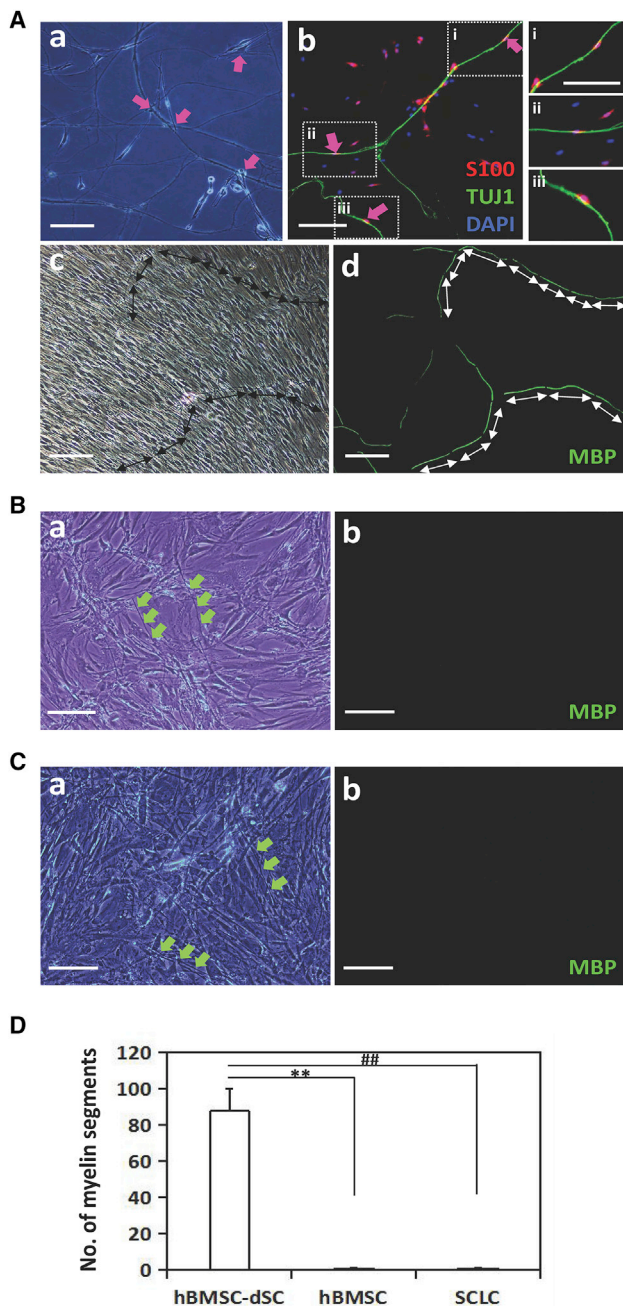 A
a
b
i
ii
iii
S100
TUJ1
DAPI
i
ii
iii
c
d
MBP
B
a
b
MBP
C
a
b
MBP
D
No. of myelin segments
120
100
80
60
40
20
0
##
**
hBMSC-dSC hBMSC SCLC